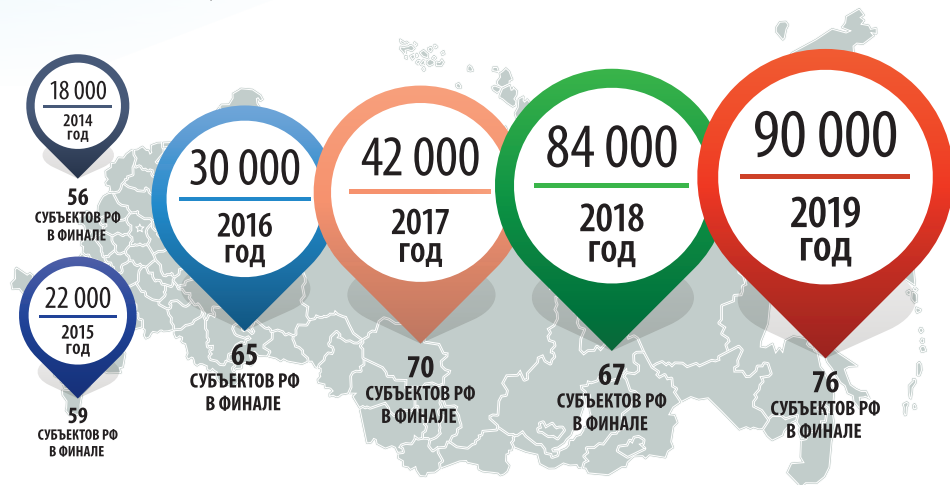 18 000
2014
год
56
СУБЪЕКТОВ РФ
В ФИНАЛЕ
22 000
2015
год
59
СУБЪЕКТОВ РФ
В ФИНАЛЕ
30 000
2016
год
65
СУБЪЕКТОВ РФ
В ФИНАЛЕ
42 000
2017
год
70
СУБЪЕКТОВ РФ
В ФИНАЛЕ
84 000
2018
год
67
СУБЪЕКТОВ РФ
В ФИНАЛЕ
90 000
2019
год
76
СУБЪЕКТОВ РФ
В ФИНАЛЕ